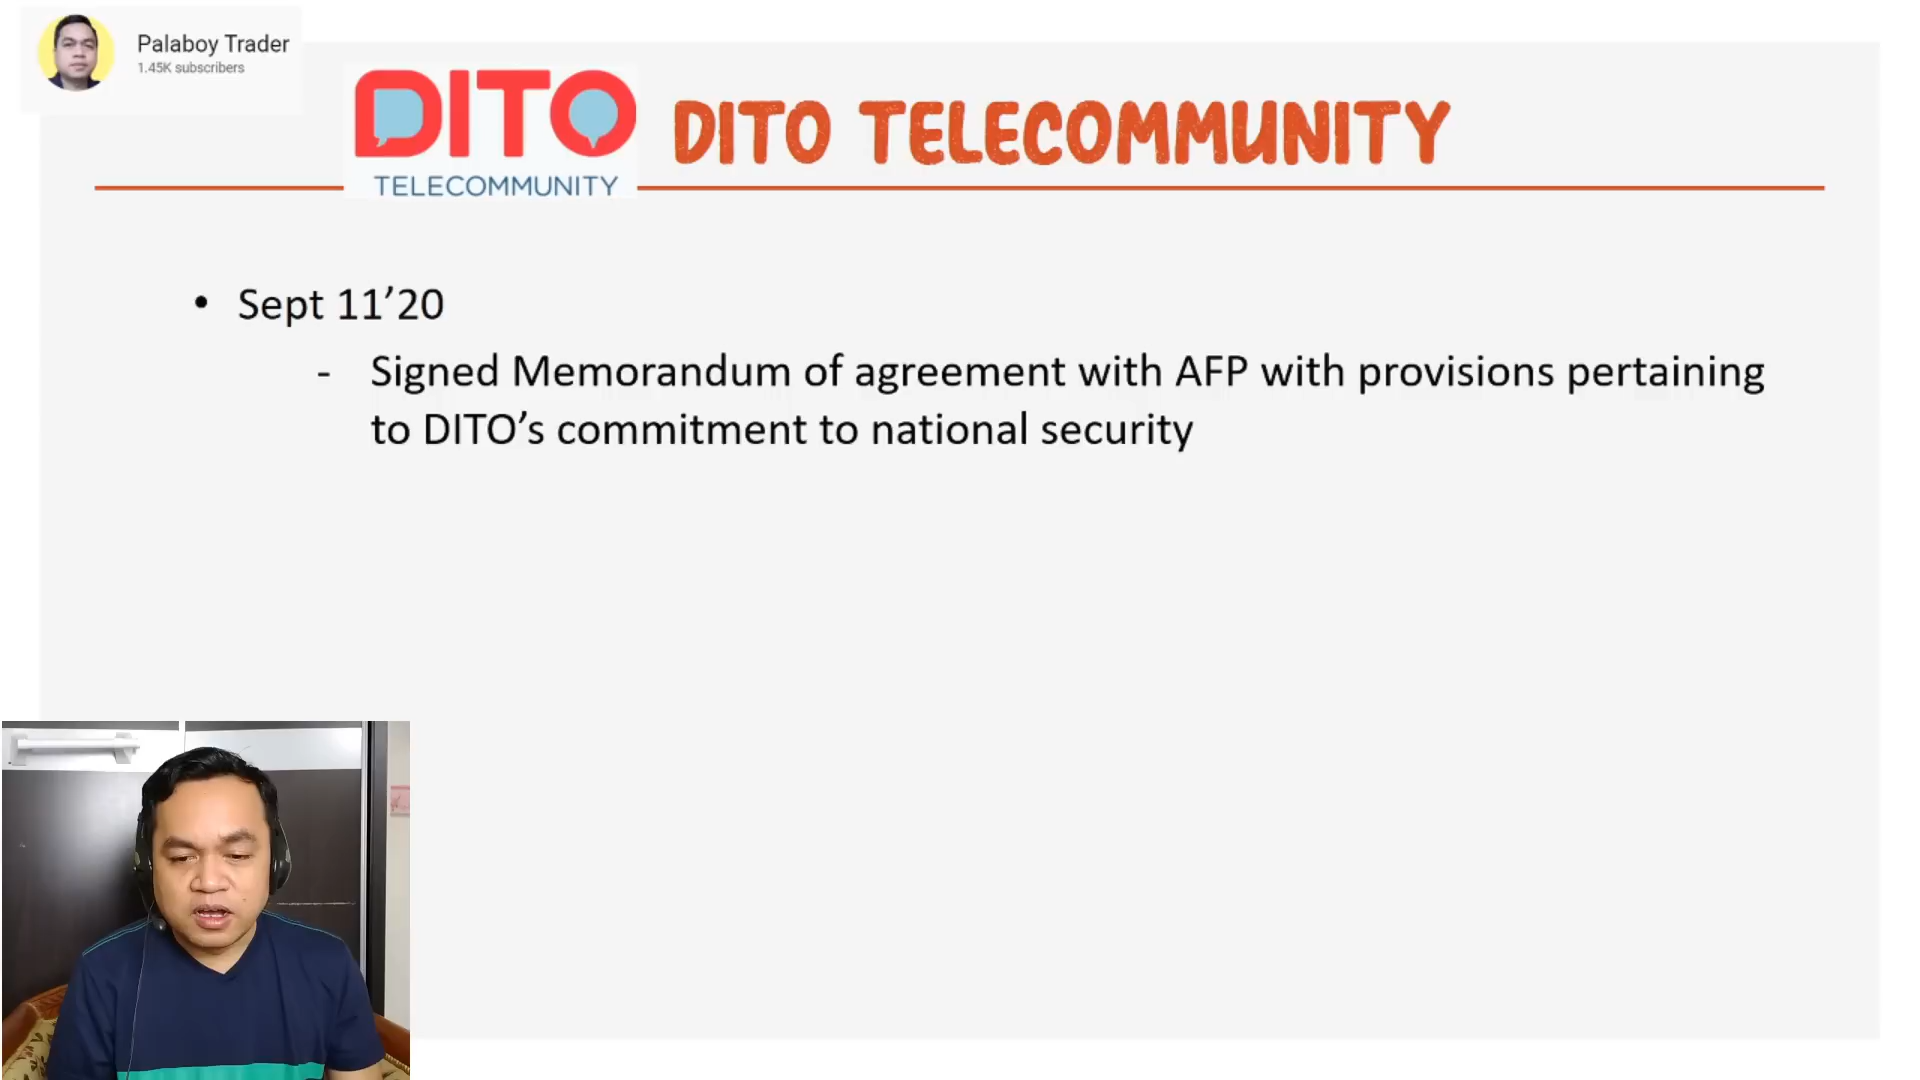 Palaboy Trader
1.45K subscribers
DITO
TELECOMMUNITY
DITO TELECOMMUNITY
• Sept 11’20
- Signed Memorandum of agreement with AFP with provisions pertaining
to DITO’s commitment to national security